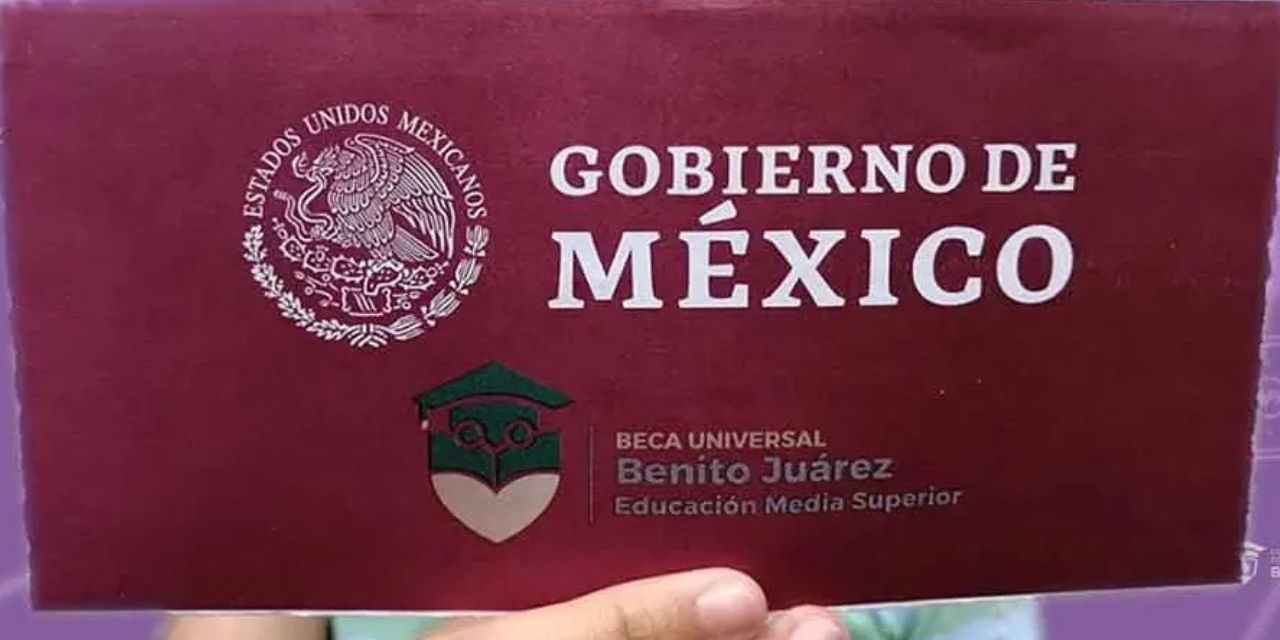 ESTADOS UNIDOS MEXICANOS
GOBIERNO DE
MÉXICO
BECA UNIVERSAL
Benito Juárez
Educación Media Superior